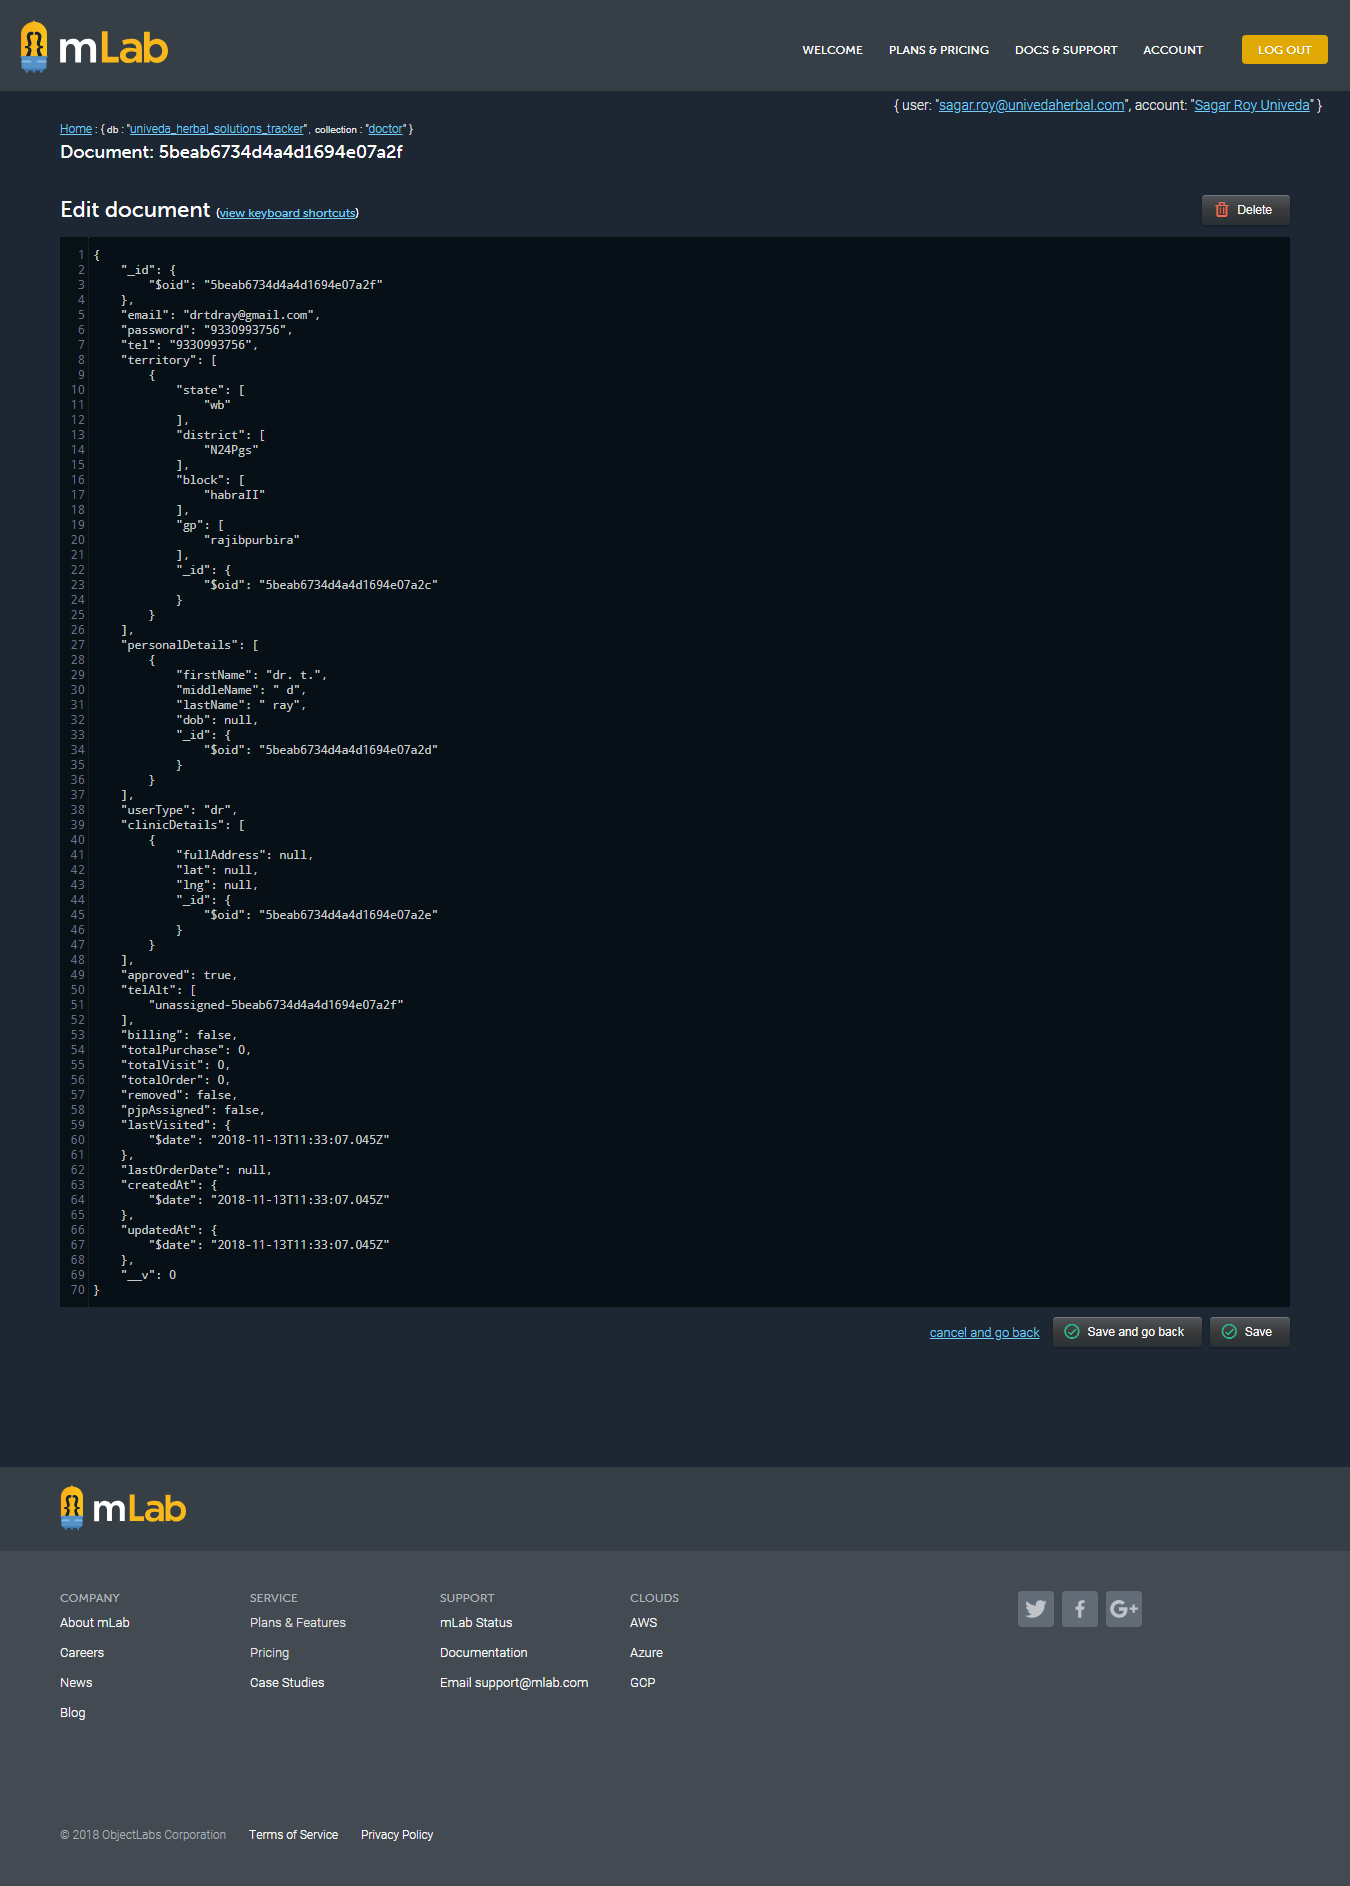 mLab
WELCOME PLANS & PRICING DOCS & SUPPORT ACCOUNT LOG OUT
{ user: "sagar.roy@univedaherbal.com", account: "Sagar Roy Univeda" }
Home : { db : "univeda_herbal_solutions_tracker" , collection : "doctor" }
Document: 5beab6734d4a4d1694e07a2f
Edit document (view keyboard shortcuts)
Delete
1 {
2     "_id": {
3         "$oid": "5beab6734d4a4d1694e07a2f"
4     },
5     "email": "drtdray@gmail.com",
6     "password": "9330993756",
7     "tel": "9330993756",
8     "territory": [
9         {
10             "state": [
11                 "wb"
12             ],
13             "district": [
14                 "N24Pgs"
15             ],
16             "block": [
17                 "habraII"
18             ],
19             "gp": [
20                 "rajibpurbira"
21             ],
22             "_id": {
23                 "$oid": "5beab6734d4a4d1694e07a2c"
24             }
25         }
26     ],
27     "personalDetails": [
28         {
29             "firstName": "dr. t.",
30             "middleName": " d",
31             "lastName": " ray",
32             "dob": null,
33             "_id": {
34                 "$oid": "5beab6734d4a4d1694e07a2d"
35             }
36         }
37     ],
38     "userType": "dr",
39     "clinicDetails": [
40         {
41             "fullAddress": null,
42             "lat": null,
43             "lng": null,
44             "_id": {
45                 "$oid": "5beab6734d4a4d1694e07a2e"
46             }
47         }
48     ],
49     "approved": true,
50     "telAlt": [
51         "unassigned-5beab6734d4a4d1694e07a2f"
52     ],
53     "billing": false,
54     "totalPurchase": 0,
55     "totalVisit": 0,
56     "totalOrder": 0,
57     "removed": false,
58     "pjpAssigned": false,
59     "lastVisited": {
60         "$date": "2018-11-13T11:33:07.045Z"
61     },
62     "lastOrderDate": null,
63     "createdAt": {
64         "$date": "2018-11-13T11:33:07.045Z"
65     },
66     "updatedAt": {
67         "$date": "2018-11-13T11:33:07.045Z"
68     },
69     "__v": 0
70 }
cancel and go back Save and go back Save
mLab
COMPANY
About mLab
Careers
News
Blog
SERVICE
Plans & Features
Pricing
Case Studies
SUPPORT
mLab Status
Documentation
Email support@mlab.com
CLOUDS
AWS
Azure
GCP
G+
© 2018 ObjectLabs Corporation Terms of Service Privacy Policy